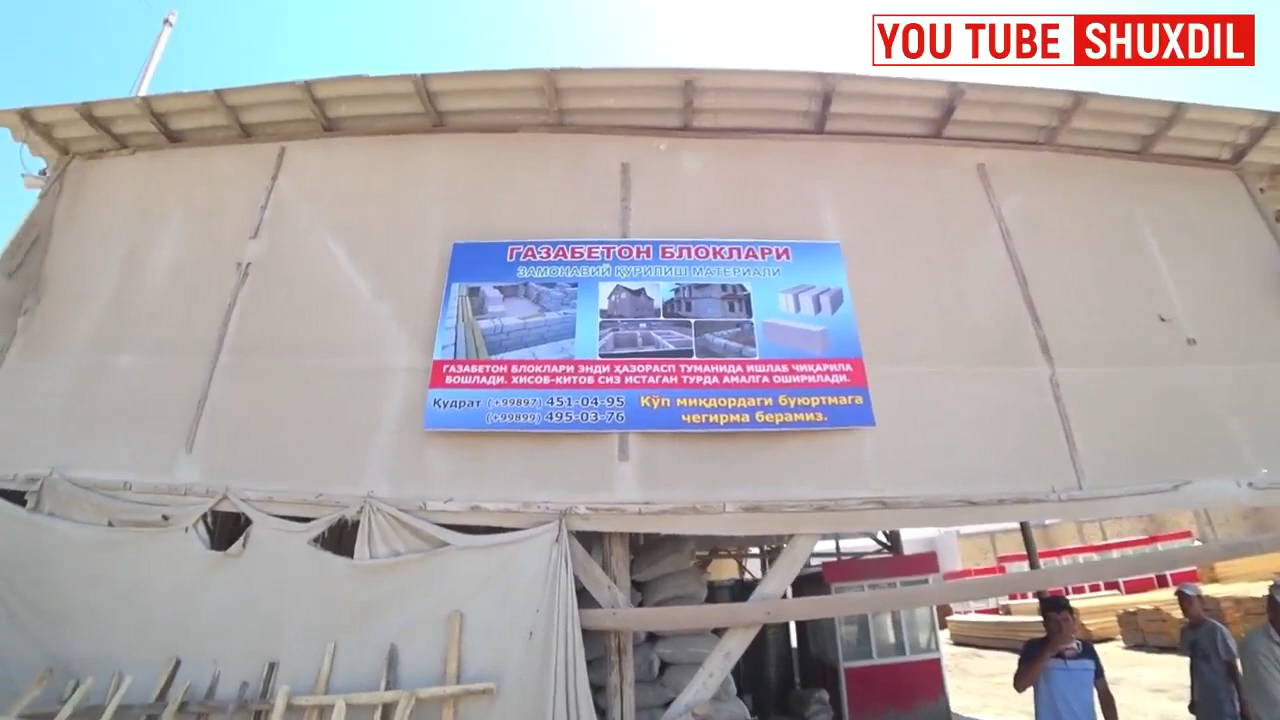 YOU TUBE SHUXDIL
ГАЗАБЕТОН БЛОКЛАРИ
ЗАМОНАВИЙ ҚУРИЛИШ МАТЕРИАЛИ
ГАЗАБЕТОН БЛОКЛАРИ ЭНДИ ҲАЗОРАСП ТУМАНИДА ИШЛАБ ЧИҚАРИЛА
БОШЛАДИ. ХИСОБ-КИТОБ СИЗ ИСТАГАН ТУРДА АМАЛГА ОШИРИЛАДИ.
Қудрат (+99897) 451-04-95
(+99899) 495-03-76
Кўп миқдордаги буюртмага
чегирма берамиз.